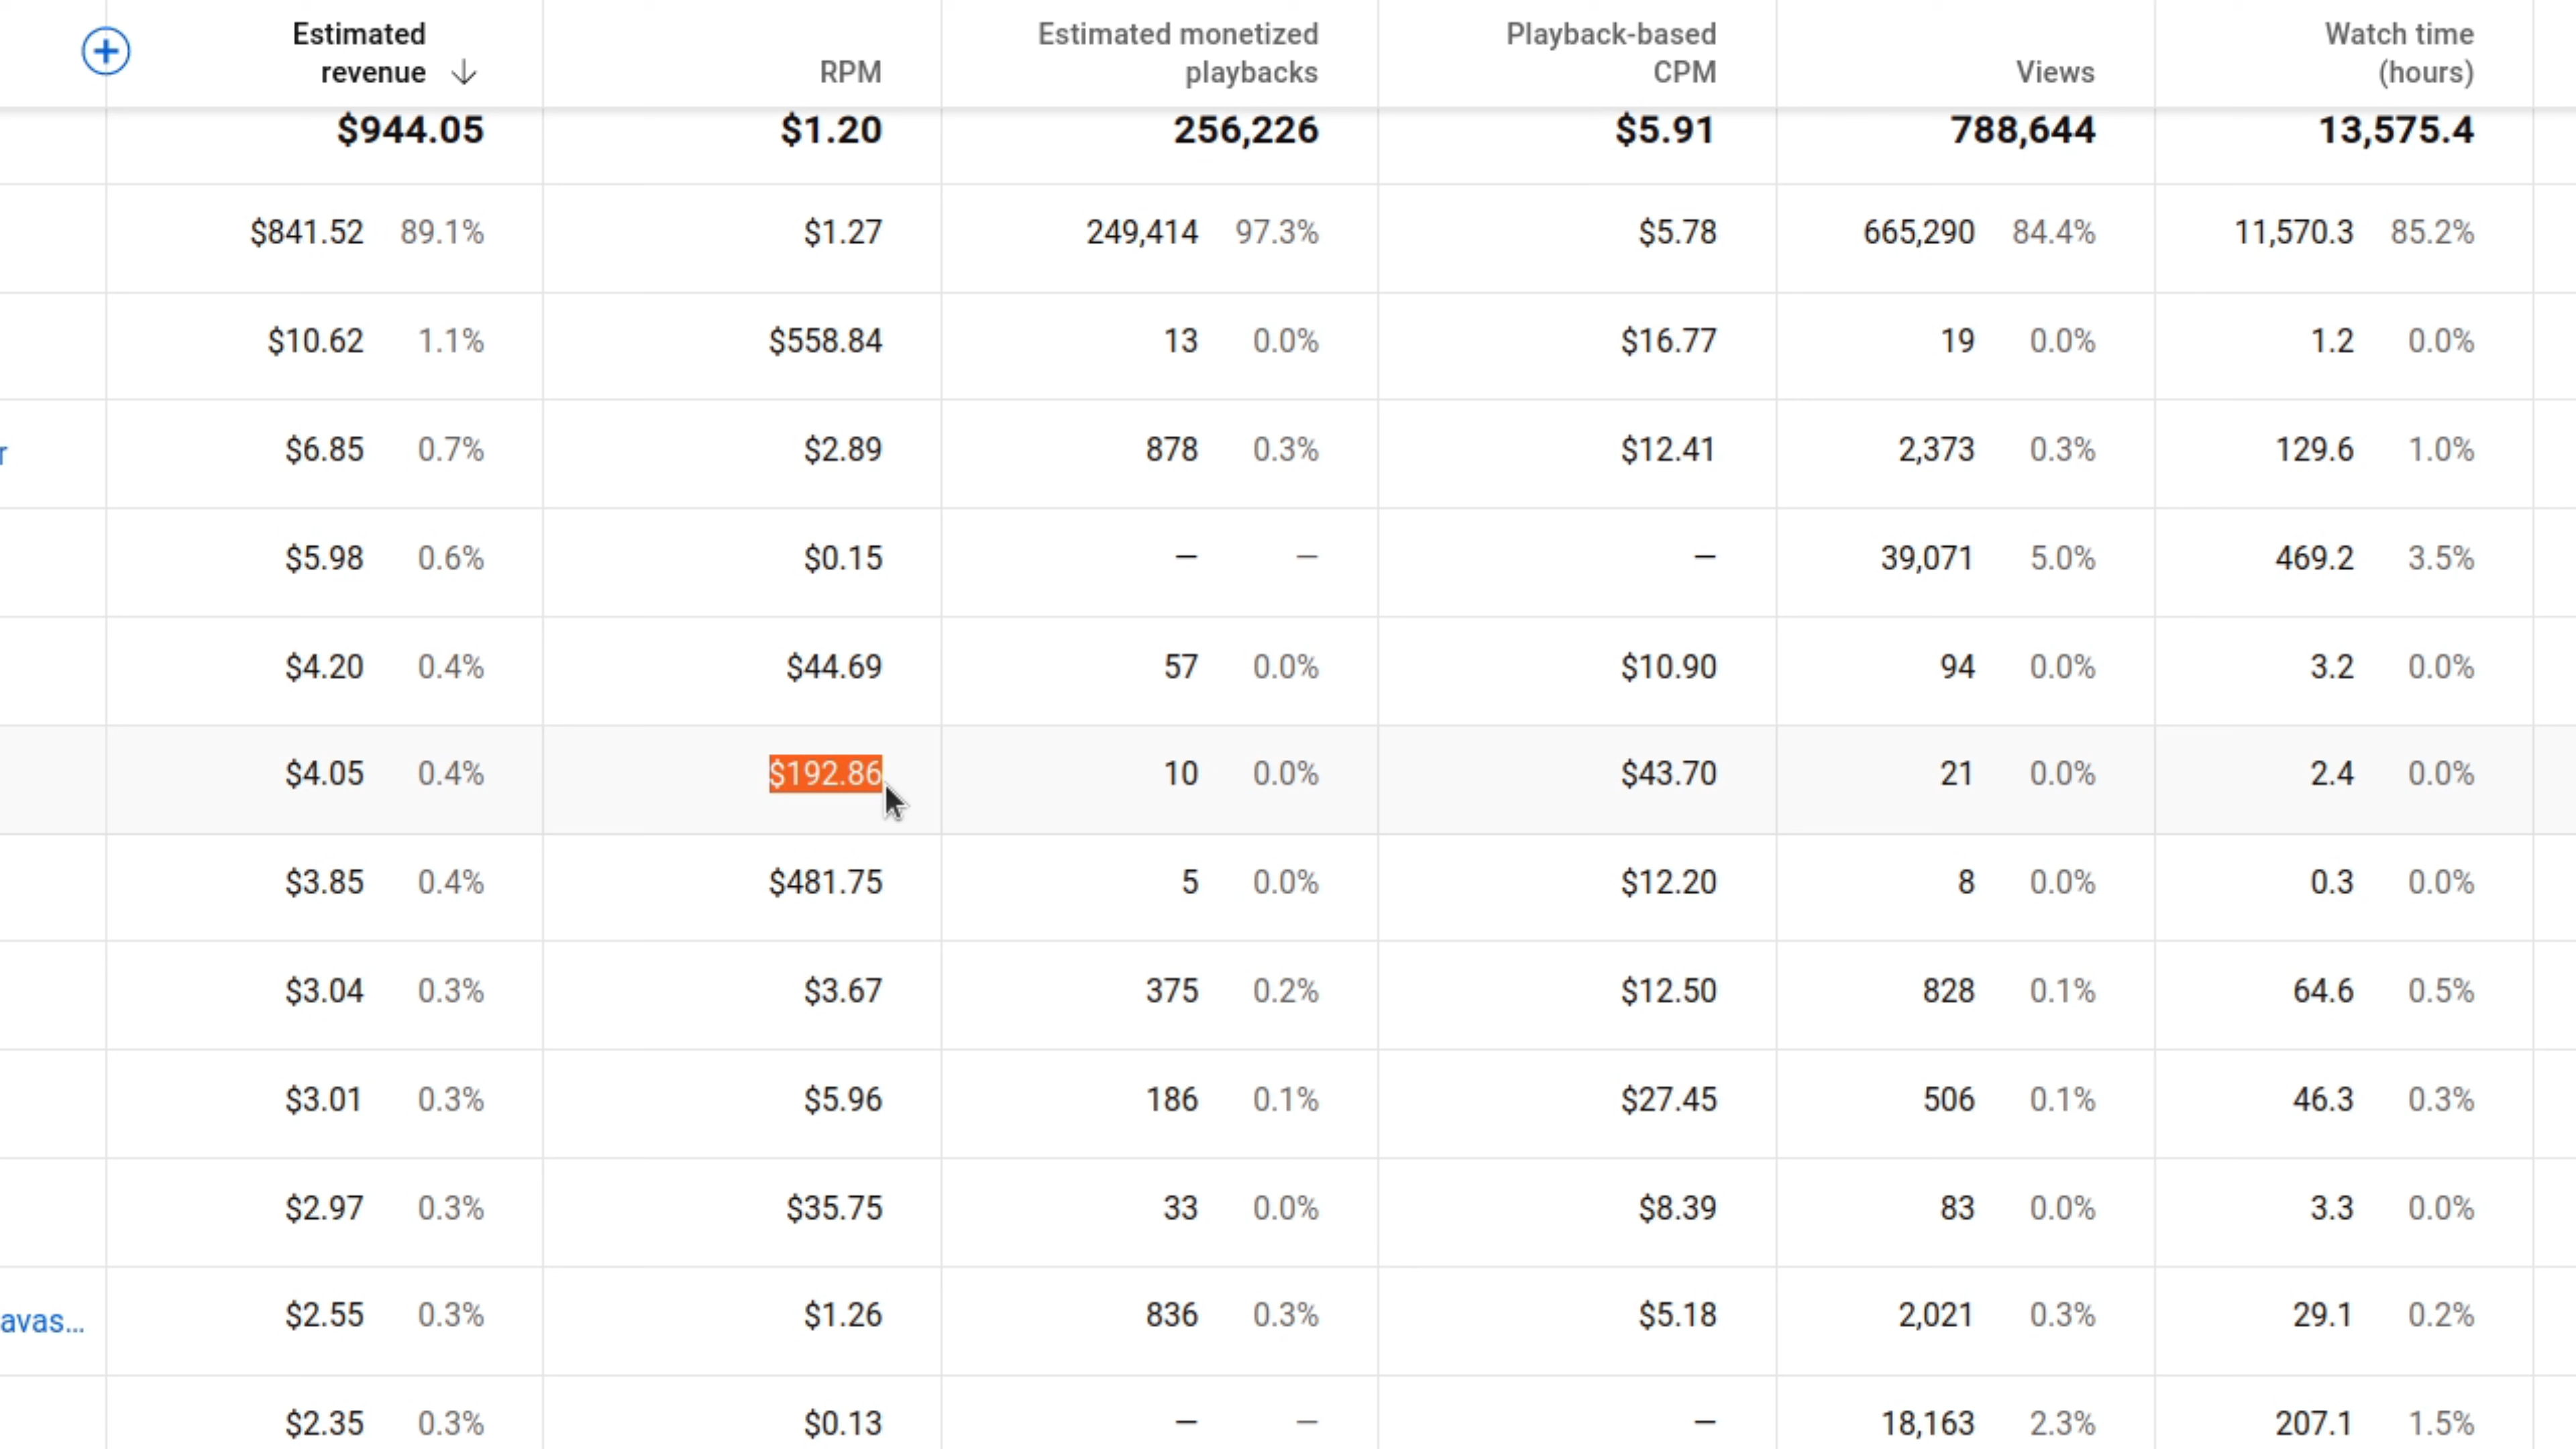 Estimated revenue RPM Estimated monetized playbacks Playback-based CPM Views Watch time (hours)
$944.05 $1.20 256,226 $5.91 788,644 13,575.4
$841.52 89.1% $1.27 249,414 97.3% $5.78 665,290 84.4% 11,570.3 85.2%
$10.62 1.1% $558.84 13 0.0% $16.77 19 0.0% 1.2 0.0%
r $6.85 0.7% $2.89 878 0.3% $12.41 2,373 0.3% 129.6 1.0%
$5.98 0.6% $0.15 – – – 39,071 5.0% 469.2 3.5%
$4.20 0.4% $44.69 57 0.0% $10.90 94 0.0% 3.2 0.0%
$4.05 0.4% $192.86 10 0.0% $43.70 21 0.0% 2.4 0.0%
$3.85 0.4% $481.75 5 0.0% $12.20 8 0.0% 0.3 0.0%
$3.04 0.3% $3.67 375 0.2% $12.50 828 0.1% 64.6 0.5%
$3.01 0.3% $5.96 186 0.1% $27.45 506 0.1% 46.3 0.3%
$2.97 0.3% $35.75 33 0.0% $8.39 83 0.0% 3.3 0.0%
avas... $2.55 0.3% $1.26 836 0.3% $5.18 2,021 0.3% 29.1 0.2%
$2.35 0.3% $0.13 – – – 18,163 2.3% 207.1 1.5%